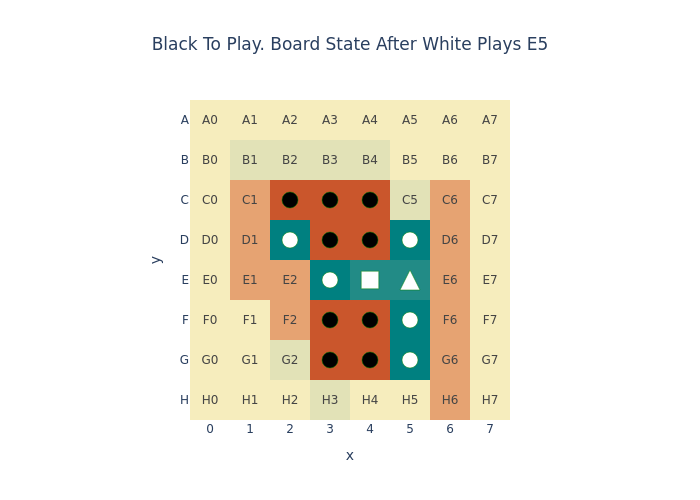 Black To Play. Board State After White Plays E5
A A0 A1 A2 A3 A4 A5 A6 A7
B B0 B1 B2 B3 B4 B5 B6 B7
C C0 C1 C5 C6 C7
D D0 D1 D6 D7
y
E E0 E1 E2 E6 E7
F F0 F1 F2 F6 F7
G G0 G1 G2 G6 G7
H H0 H1 H2 H3 H4 H5 H6 H7
0 1 2 3 4 5 6 7
x